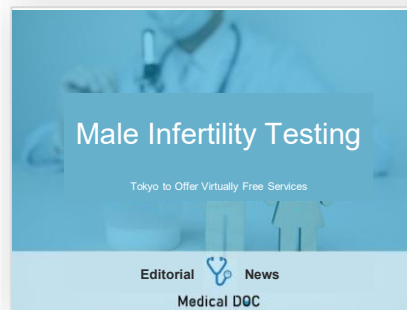 Male Infertility Testing
Tokyo to Offer Virtually Free Services
Editorial News
Medical DOC